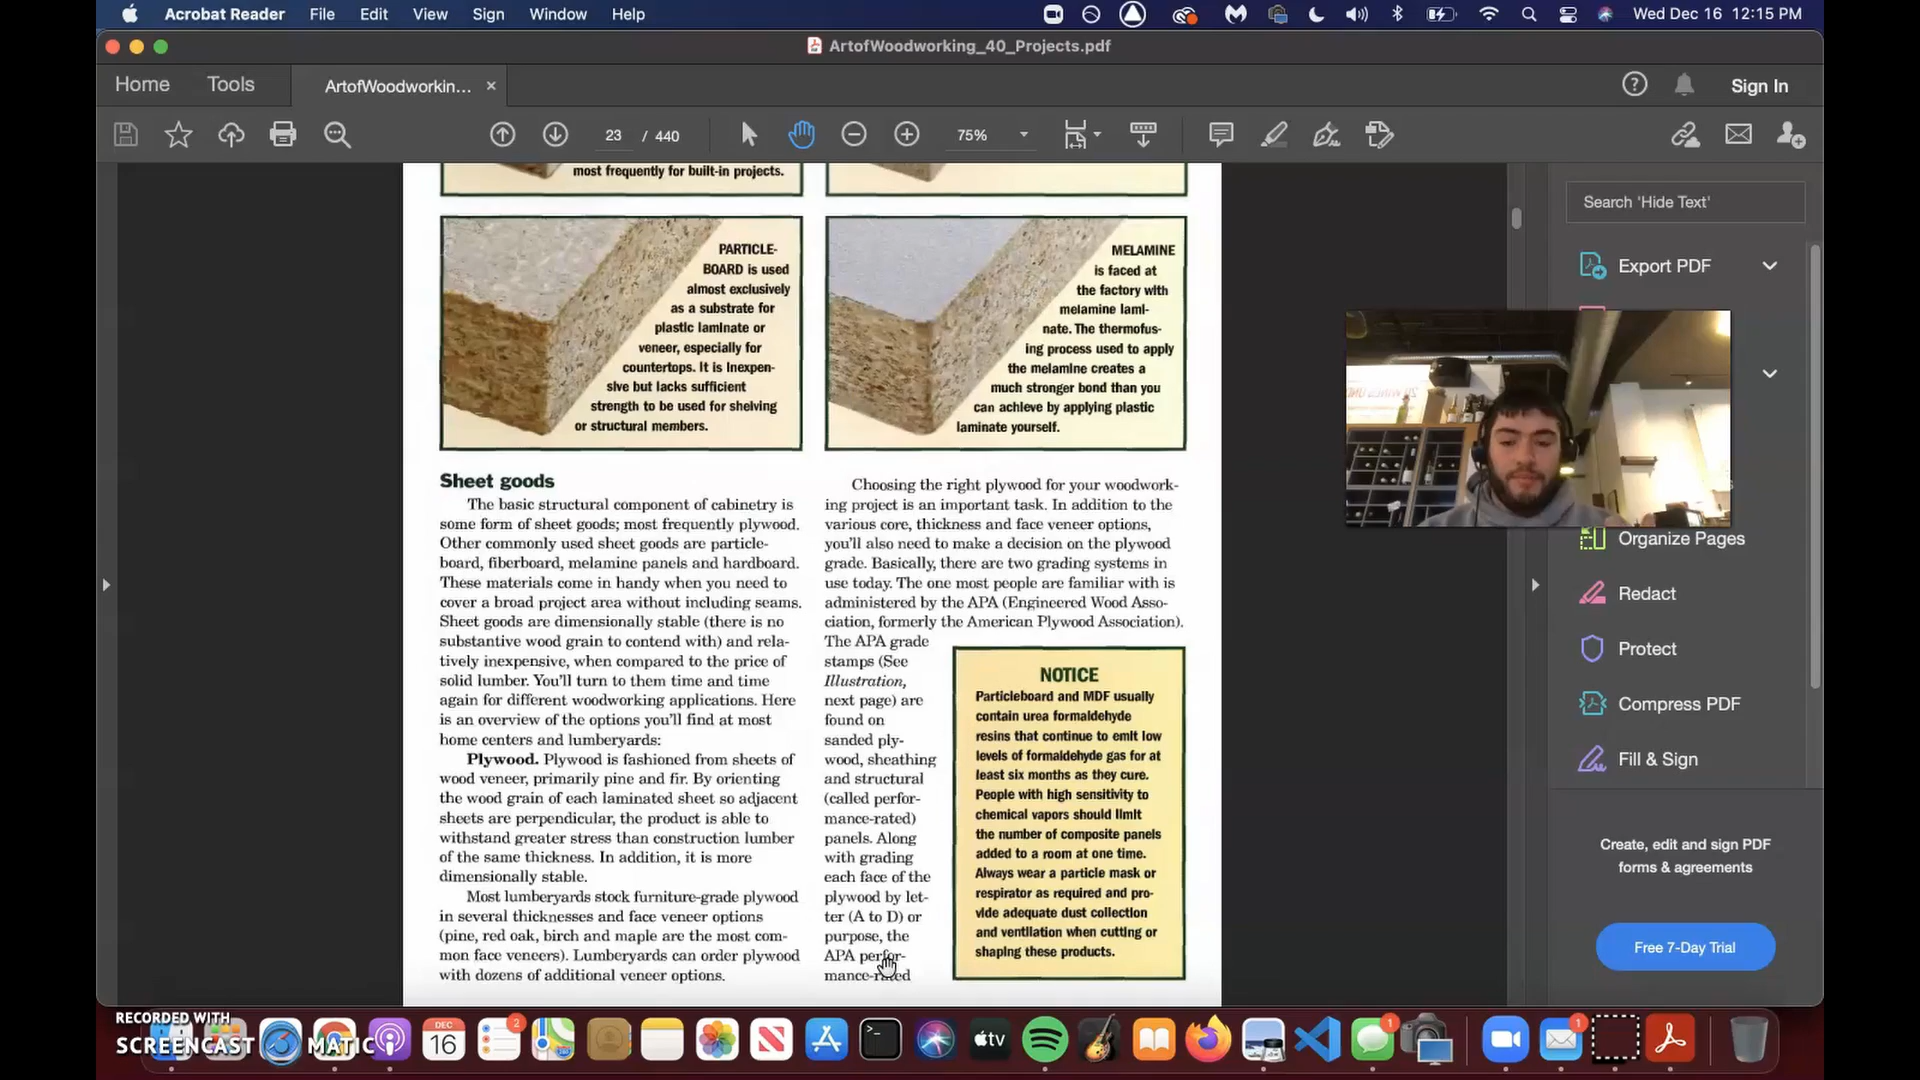 Acrobat Reader File Edit View Sign Window Help
Wed Dec 16 12:15 PM
ArtofWoodworking_40_Projects.pdf
Home Tools ArtofWoodworkin... ×
Sign In
23 / 440
75%
most frequently for built-in projects.
PARTICLE-
BOARD is used
almost exclusively
as a substrate for
plastic laminate or
veneer, especially for
countertops. It is inexpen-
sive but lacks sufficient
strength to be used for shelving
or structural members.
MELAMINE
is faced at
the factory with
melamine lami-
nate. The thermofus-
ing process used to apply
the melamine creates a
much stronger bond than you
can achieve by applying plastic
laminate yourself.
Sheet goods
The basic structural component of cabinetry is
some form of sheet goods; most frequently plywood.
Other commonly used sheet goods are particle-
board, fiberboard, melamine panels and hardboard.
These materials come in handy when you need to
cover a broad project area without including seams.
Sheet goods are dimensionally stable (there is no
substantive wood grain to contend with) and rela-
tively inexpensive, when compared to the price of
solid lumber. You'll turn to them time and time
again for different woodworking applications. Here
is an overview of the options you'll find at most
home centers and lumberyards:
Plywood. Plywood is fashioned from sheets of
wood veneer, primarily pine and fir. By orienting
the wood grain of each laminated sheet so adjacent
sheets are perpendicular, the product is able to
withstand greater stress than construction lumber
of the same thickness. In addition, it is more
dimensionally stable.
Most lumberyards stock furniture-grade plywood
in several thicknesses and face veneer options
(pine, red oak, birch and maple are the most com-
mon face veneers). Lumberyards can order plywood
with dozens of additional veneer options.
Choosing the right plywood for your woodwork-
ing project is an important task. In addition to the
various core, thickness and face veneer options,
you'll also need to make a decision on the plywood
grade. Basically, there are two grading systems in
use today. The one most people are familiar with is
administered by the APA (Engineered Wood Asso-
ciation, formerly the American Plywood Association).
The APA grade
stamps (See
Illustration,
next page) are
found on
sanded ply-
wood, sheathing
and structural
(called perfor-
mance-rated)
panels. Along
with grading
each face of the
plywood by let-
ter (A to D) or
purpose, the
APA perfor-
mance-rated
NOTICE
Particleboard and MDF usually
contain urea formaldehyde
resins that continue to emit low
levels of formaldehyde gas for at
least six months as they cure.
People with high sensitivity to
chemical vapors should limit
the number of composite panels
added to a room at one time.
Always wear a particle mask or
respirator as required and pro-
vide adequate dust collection
and ventilation when cutting or
shaping these products.
Search 'Hide Text'
Export PDF
Organize Pages
Redact
Protect
Compress PDF
Fill & Sign
Create, edit and sign PDF
forms & agreements
Free 7-Day Trial
RECORDED WITH
SCREENCAST MATIC
DEC
16
2
tv
1
1